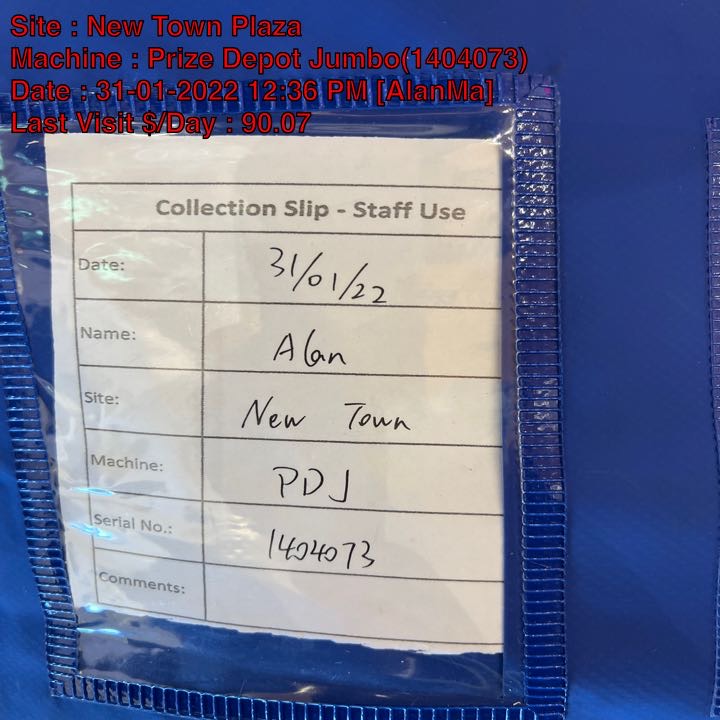 Site : New Town Plaza
Machine : Prize Depot Jumbo(1404073)
Date : 31-01-2022 12:36 PM [AlanMa]
Last Visit $/Day : 90.07
Collection Slip - Staff Use
Date: 31/01/22
Name: Alan
Site: New Town
Machine: PDJ
Serial No.: 1404073
Comments: